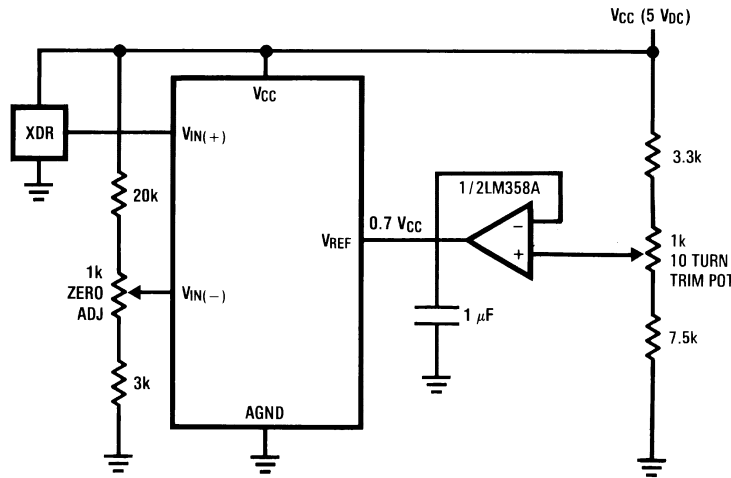 VCC (5 VDC)
VCC
XDR
VIN(+)
3.3k
1/2LM358A
20k
0.7 VCC
VREF
−
+
1k
10 TURN
TRIM POT
1k
ZERO
ADJ
VIN(−)
1 μF
7.5k
3k
AGND